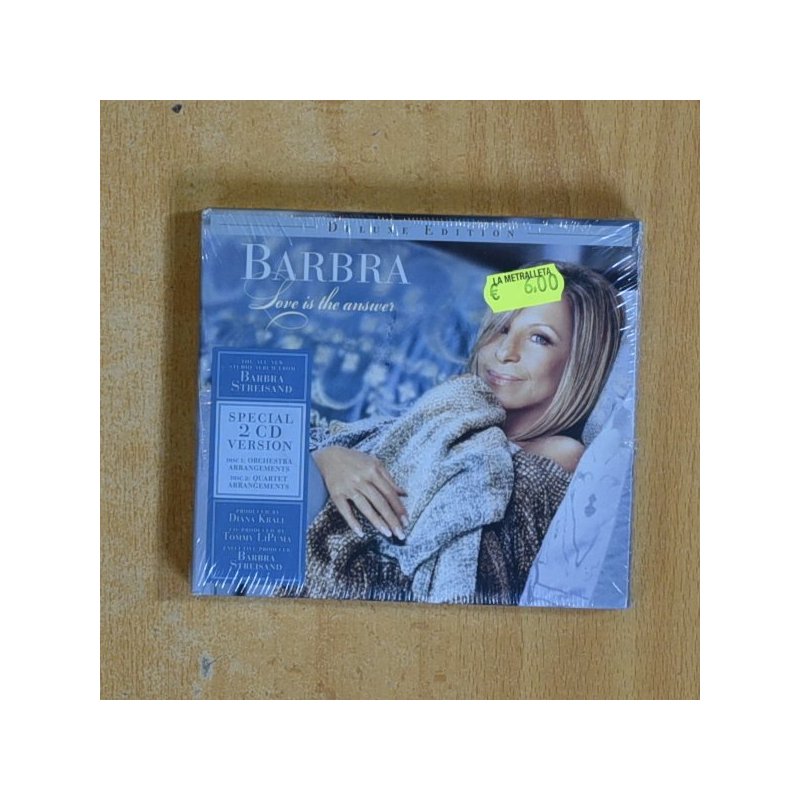 DELUXE EDITION
BARBRA
Love is the answer
LA METRALLETA
€ 6,00
THE ALL NEW
STUDIO ALBUM FROM
BARBRA
STREISAND
SPECIAL
2 CD
VERSION
DISC 1: ORCHESTRA
ARRANGEMENTS
DISC 2: QUARTET
ARRANGEMENTS
PRODUCED BY
DIANA KRALL
CO-PRODUCED BY
TOMMY LIPUMA
EXECUTIVE PRODUCER
BARBRA
STREISAND